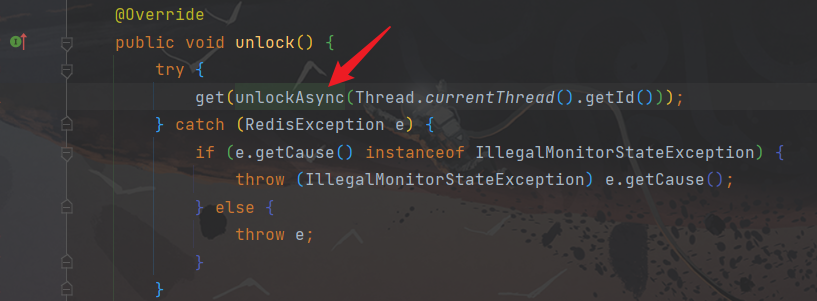 @Override
public void unlock() {
try {
get(unlockAsync(Thread.currentThread().getId()));
} catch (RedisException e) {
if (e.getCause() instanceof IllegalMonitorStateException) {
throw (IllegalMonitorStateException) e.getCause();
} else {
throw e;
}
}